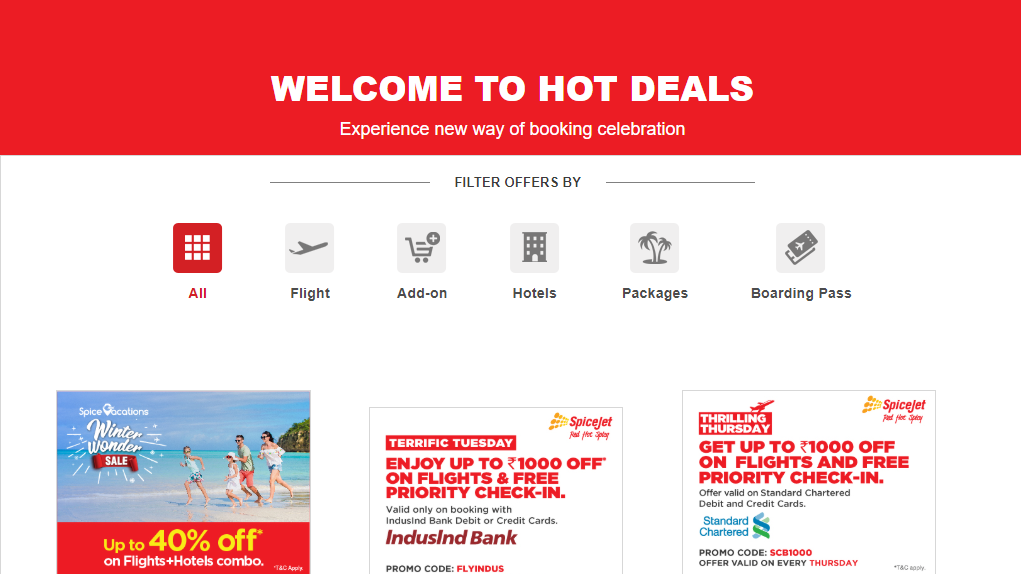 WELCOME TO HOT DEALS
Experience new way of booking celebration
FILTER OFFERS BY
All
Flight
Add-on
Hotels
Packages
Boarding Pass
Spice Vacations
Winter
Wonder
SALE
Up to 40% off*
on Flights+Hotels combo.
*T&C Apply.
SpiceJet
Red. Hot. Spicy
TERRIFIC TUESDAY
ENJOY UP TO ₹1000 OFF*
ON FLIGHTS & FREE
PRIORITY CHECK-IN.
Valid only on booking with
IndusInd Bank Debit or Credit Cards.
IndusInd Bank
PROMO CODE: FLYINDUS
SpiceJet
Red. Hot. Spicy
THRILLING
THURSDAY
GET UP TO ₹1000 OFF
ON FLIGHTS AND FREE
PRIORITY CHECK-IN.
Offer valid on Standard Chartered
Debit and Credit Cards.
Standard
Chartered
PROMO CODE: SCB1000
OFFER VALID ON EVERY THURSDAY
*T&C Apply.